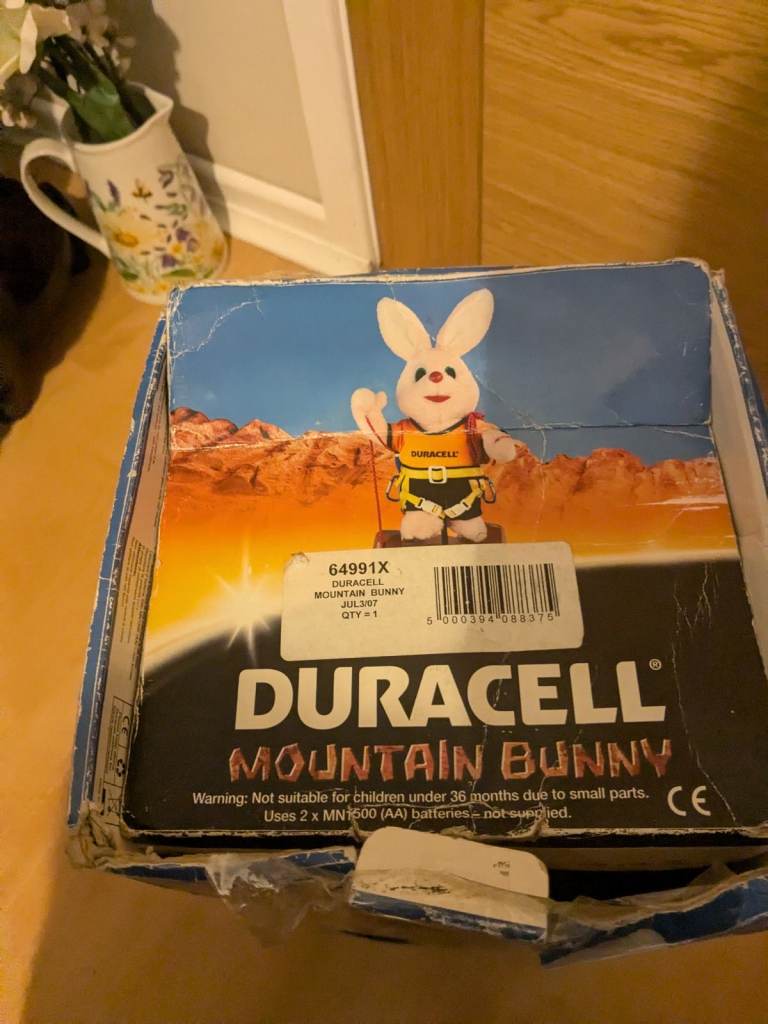 DURACELL
64991X
DURACELL
MOUNTAIN BUNNY
JUL3/07
QTY = 1
5 000394 088375
DURACELL®
MOUNTAIN BUNNY
Warning: Not suitable for children under 36 months due to small parts.
Uses 2 x MN1500 (AA) batteries – not supplied.
CE